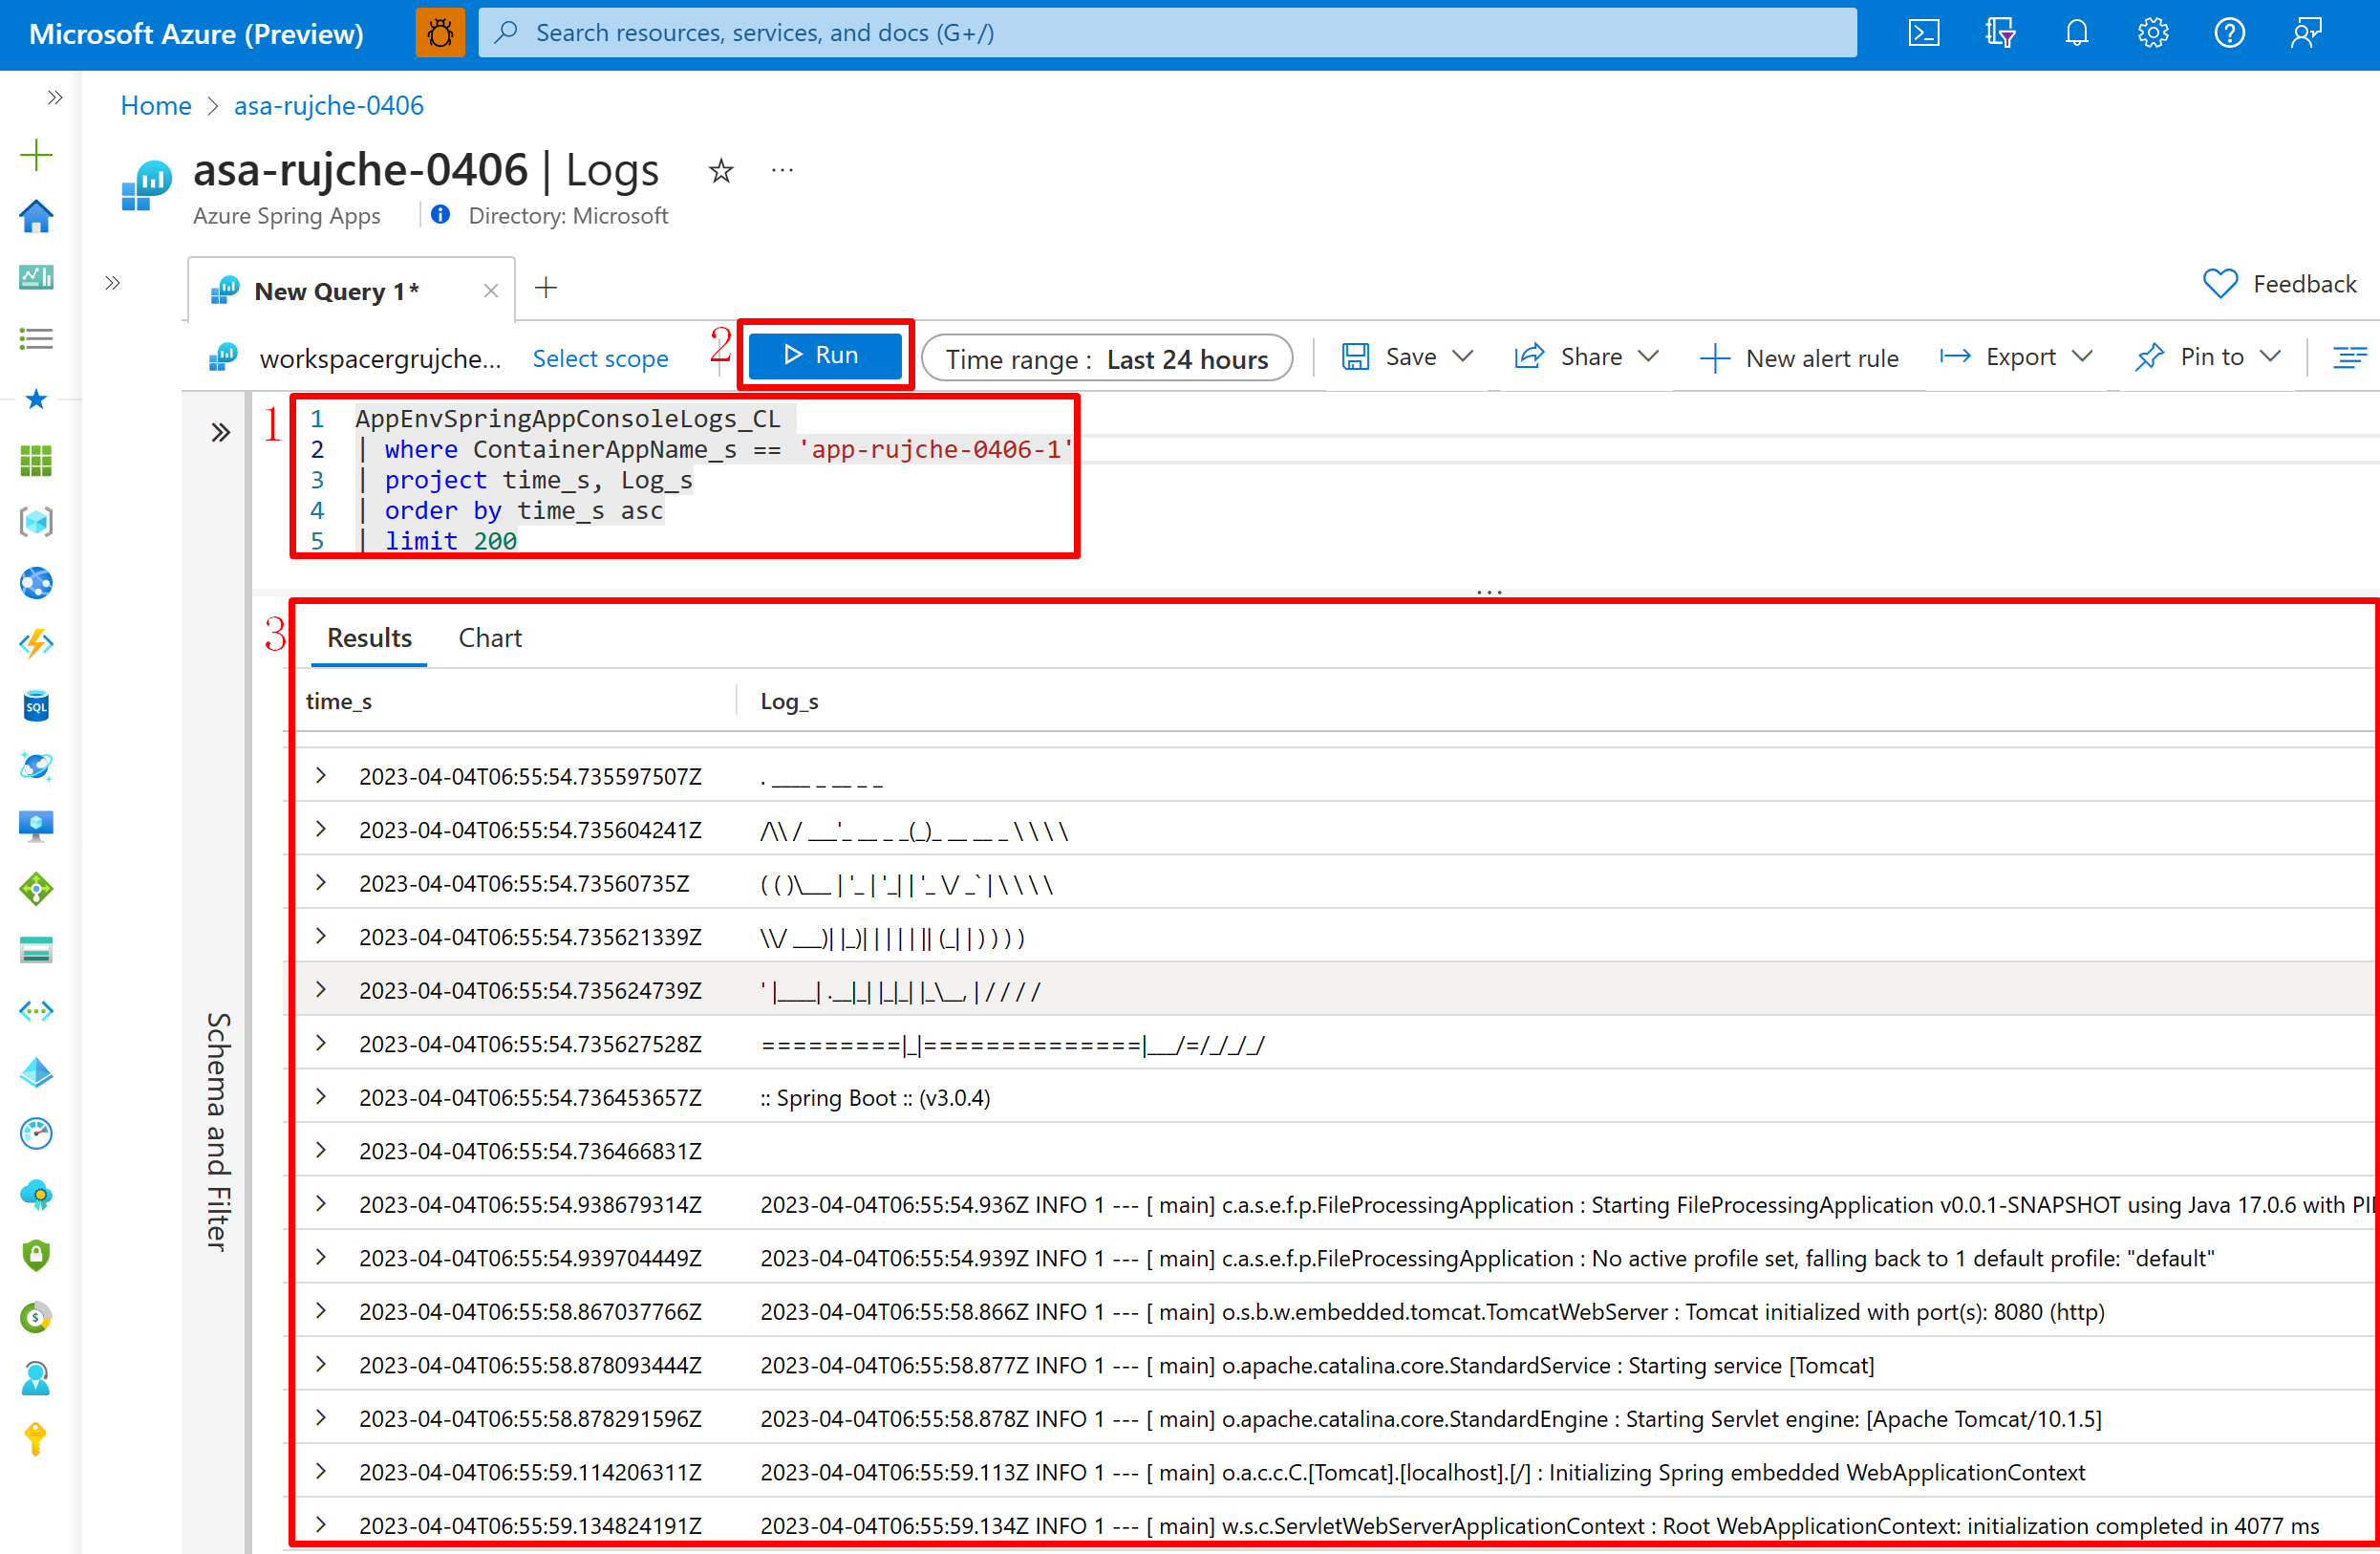 Microsoft Azure (Preview)
Search resources, services, and docs (G+/)
Home > asa-rujche-0406
asa-rujche-0406 | Logs
Azure Spring Apps
Directory: Microsoft
New Query 1*
Feedback
workspacergrujche...
Select scope
2
Run
Time range : Last 24 hours
Save
Share
New alert rule
Export
Pin to
1
1 AppEnvSpringAppConsoleLogs_CL
2 | where ContainerAppName_s == 'app-rujche-0406-1'
3 | project time_s, Log_s
4 | order by time_s asc
5 | limit 200
Schema and Filter
3
Results Chart
time_s Log_s
2023-04-04T06:55:54.735597507Z . ____ _ __ _ _
2023-04-04T06:55:54.735604241Z /\\ / ___'_ __ _ _(_)_ __ __ _ \ \ \ \
2023-04-04T06:55:54.73560735Z ( ( )\___ | '_ | '_| | '_ \/ _` | \ \ \ \
2023-04-04T06:55:54.735621339Z \\/ ___)| |_)| | | | | || (_| | ) ) ) )
2023-04-04T06:55:54.735624739Z ' |____| .__|_| |_|_| |_\__, | / / / /
2023-04-04T06:55:54.735627528Z =========|_|==============|___/=/_/_/_/
2023-04-04T06:55:54.736453657Z :: Spring Boot :: (v3.0.4)
2023-04-04T06:55:54.736466831Z
2023-04-04T06:55:54.938679314Z 2023-04-04T06:55:54.936Z INFO 1 --- [ main] c.a.s.e.f.p.FileProcessingApplication : Starting FileProcessingApplication v0.0.1-SNAPSHOT using Java 17.0.6 with PID
2023-04-04T06:55:54.939704449Z 2023-04-04T06:55:54.939Z INFO 1 --- [ main] c.a.s.e.f.p.FileProcessingApplication : No active profile set, falling back to 1 default profile: "default"
2023-04-04T06:55:58.867037766Z 2023-04-04T06:55:58.866Z INFO 1 --- [ main] o.s.b.w.embedded.tomcat.TomcatWebServer : Tomcat initialized with port(s): 8080 (http)
2023-04-04T06:55:58.878093444Z 2023-04-04T06:55:58.877Z INFO 1 --- [ main] o.apache.catalina.core.StandardService : Starting service [Tomcat]
2023-04-04T06:55:58.878291596Z 2023-04-04T06:55:58.878Z INFO 1 --- [ main] o.apache.catalina.core.StandardEngine : Starting Servlet engine: [Apache Tomcat/10.1.5]
2023-04-04T06:55:59.114206311Z 2023-04-04T06:55:59.113Z INFO 1 --- [ main] o.a.c.c.C.[Tomcat].[localhost].[/] : Initializing Spring embedded WebApplicationContext
2023-04-04T06:55:59.134824191Z 2023-04-04T06:55:59.134Z INFO 1 --- [ main] w.s.c.ServletWebServerApplicationContext : Root WebApplicationContext: initialization completed in 4077 ms